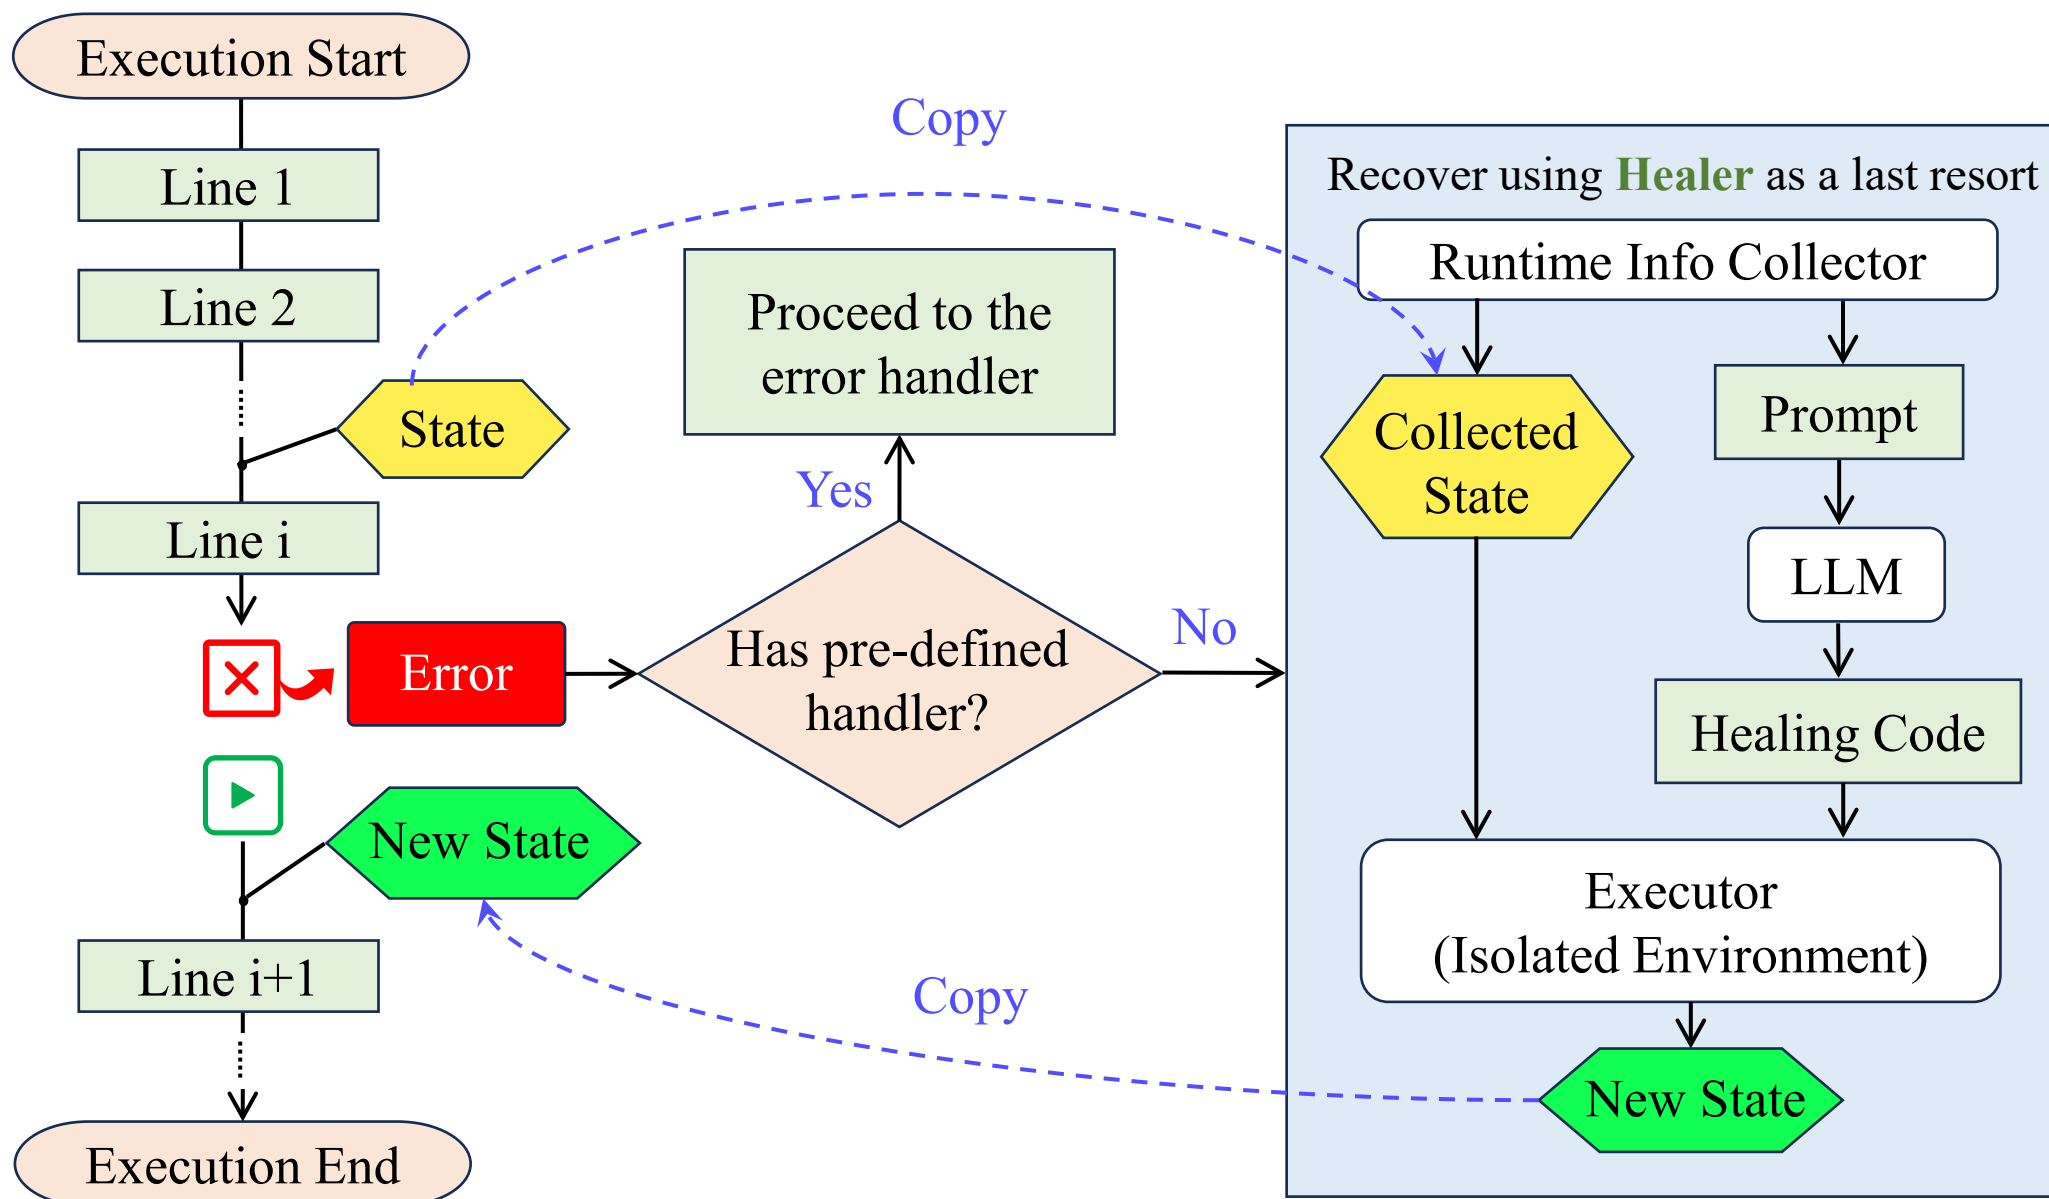 Execution Start
Line 1
Line 2
State
Line i
Error
New State
Line i+1
Execution End
Copy
Proceed to the
error handler
Yes
Has pre-defined
handler?
No
Copy
Recover using Healer as a last resort
Runtime Info Collector
Collected
State
Prompt
LLM
Healing Code
Executor
(Isolated Environment)
New State